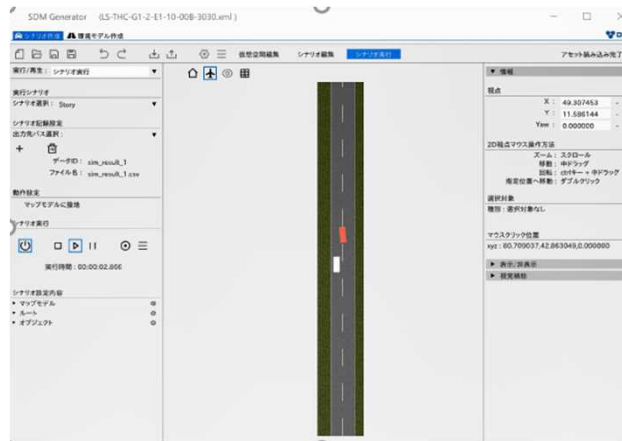 SDM Generator (LS-THC-G1-2-E1-10-00B-3030.xml)
シナリオ作成 環境モデル作成
仮想空間編集 シナリオ編集 シナリオ実行 アセット読み込み完了
実行/再生： シナリオ実行
実行シナリオ
シナリオ選択： Story
シナリオ記録設定
出力先パス選択：
データID： sim_result_1
ファイル名： sim_result_1.csv
動作設定
マップモデルに接地
シナリオ実行
実行時間：00:00:02.866
シナリオ設定内容
マップモデル
ルート
オブジェクト
情報
視点
X： 49.307453
Y： 11.586144
Yaw： 0.000000
2D視点マウス操作方法
ズーム： スクロール
移動： 中ドラッグ
回転： ctrlキー + 中ドラッグ
指定位置へ移動： ダブルクリック
選択対象
種別：選択対象なし
マウスクリック位置
xyz：80.709037,42.863049,0.000000
表示/非表示
視覚補助